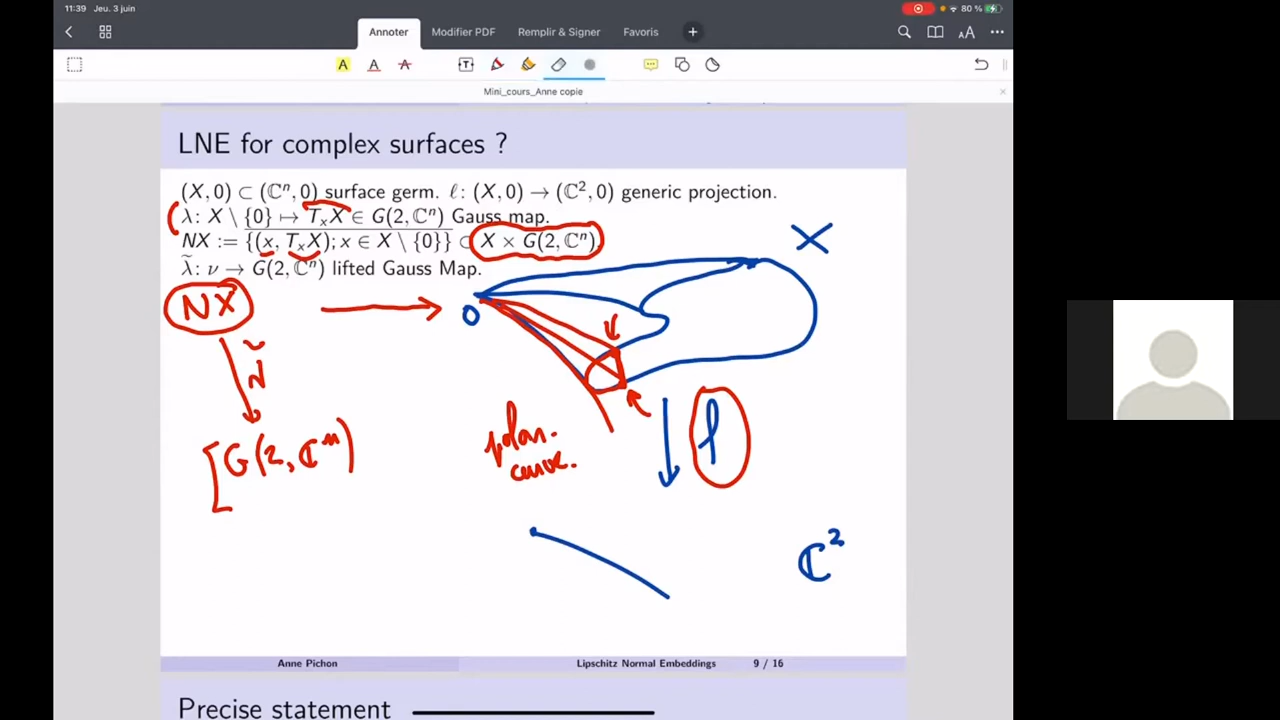 11:39 Jeu. 3 juin
80 %
Annoter Modifier PDF Remplir & Signer Favoris
Mini_cours_Anne copie
LNE for complex surfaces ?
(X, 0) ⊂ (ℂⁿ, 0) surface germ. ℓ: (X, 0) → (ℂ², 0) generic projection.
λ: X \ {0} ↦ TₓX ∈ G(2, ℂⁿ) Gauss map.
NX := {(x, TₓX); x ∈ X \ {0}} ⊂ X × G(2, ℂⁿ).
λ̃: ν → G(2, ℂⁿ) lifted Gauss Map.
X
NX
0
λ̃
G(2, ℂⁿ)
polar.
curve.
ℓ
ℂ²
Anne Pichon Lipschitz Normal Embeddings 9 / 16
Precise statement